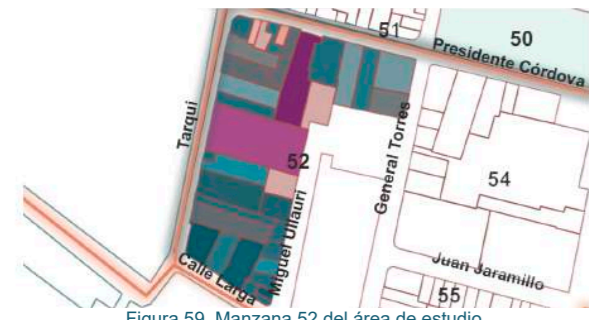 51
50
Presidente Córdova
Tarqui
52
General Torres
54
Miguel Ullauri
Juan Jaramillo
Calle Larga
55
Figura 59. Manzana 52 del área de estudio